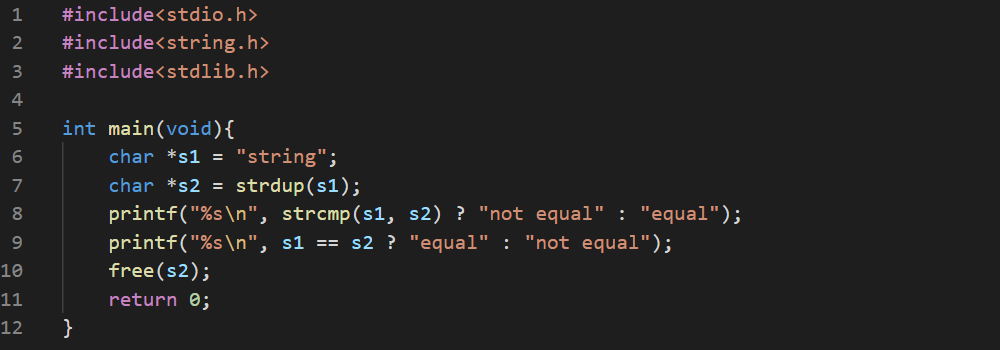 1 #include<stdio.h>
2 #include<string.h>
3 #include<stdlib.h>
4
5 int main(void){
6     char *s1 = "string";
7     char *s2 = strdup(s1);
8     printf("%s\n", strcmp(s1, s2) ? "not equal" : "equal");
9     printf("%s\n", s1 == s2 ? "equal" : "not equal");
10     free(s2);
11     return 0;
12 }